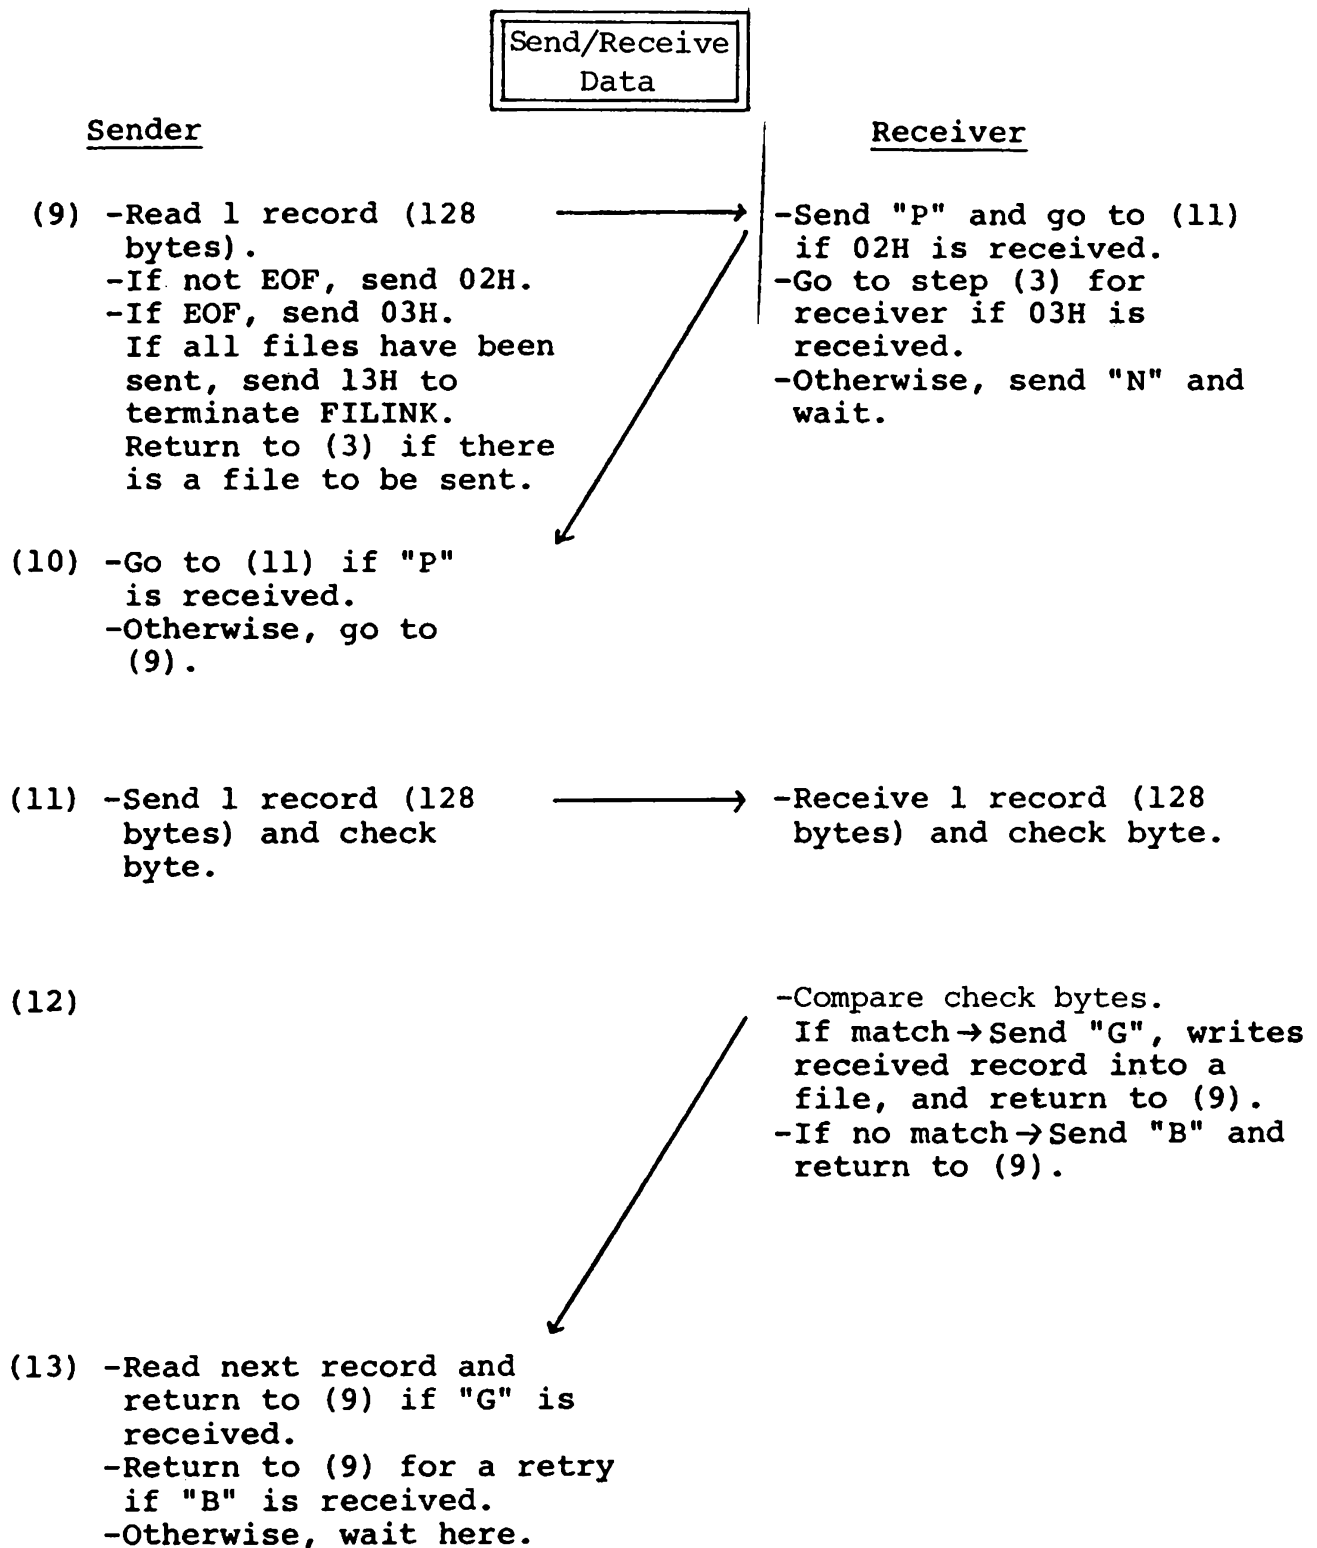 Send/Receive
Data
Sender
Receiver
(9) -Read 1 record (128
bytes).
-If not EOF, send 02H.
-If EOF, send 03H.
If all files have been
sent, send 13H to
terminate FILINK.
Return to (3) if there
is a file to be sent.
-Send "P" and go to (11)
if 02H is received.
-Go to step (3) for
receiver if 03H is
received.
-Otherwise, send "N" and
wait.
(10) -Go to (11) if "P"
is received.
-Otherwise, go to
(9).
(11) -Send 1 record (128
bytes) and check
byte.
-Receive 1 record (128
bytes) and check byte.
(12)
-Compare check bytes.
If match→Send "G", writes
received record into a
file, and return to (9).
-If no match→Send "B" and
return to (9).
(13) -Read next record and
return to (9) if "G" is
received.
-Return to (9) for a retry
if "B" is received.
-Otherwise, wait here.